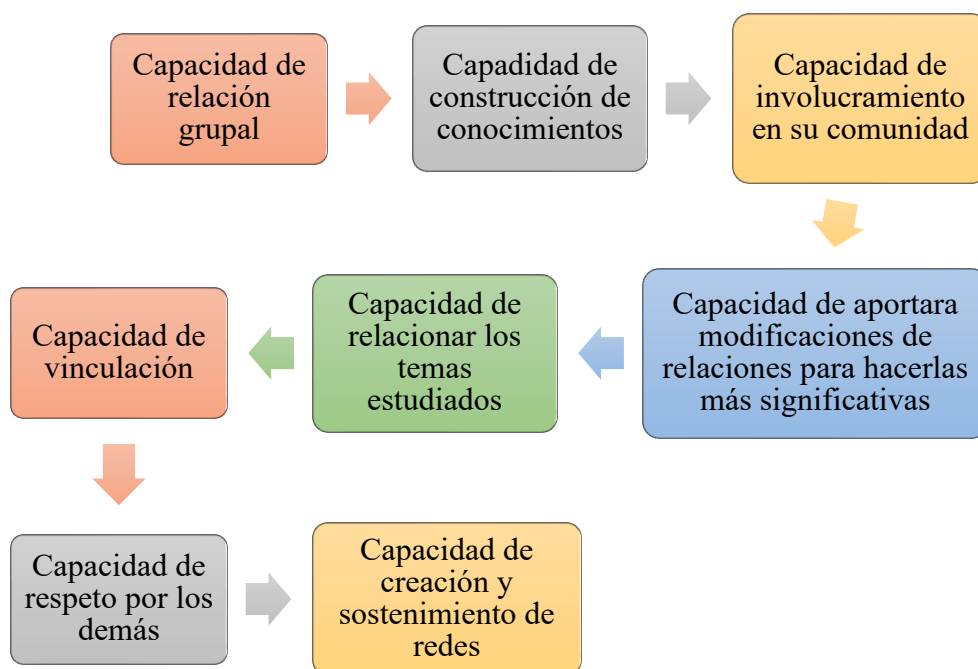 Capacidad de
relación
grupal
Capadidad de
construcción de
conocimientos
Capacidad de
involucramiento
en su comunidad
Capacidad de aportara
modificaciones de
relaciones para hacerlas
más significativas
Capacidad de
relacionar los
temas
estudiados
Capacidad de
vinculación
Capacidad de
respeto por los
demás
Capacidad de
creación y
sostenimiento de
redes